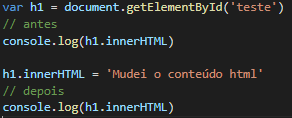 var h1 = document.getElementById('teste')
// antes
console.log(h1.innerHTML)
h1.innerHTML = 'Mudei o conteúdo html'
// depois
console.log(h1.innerHTML)